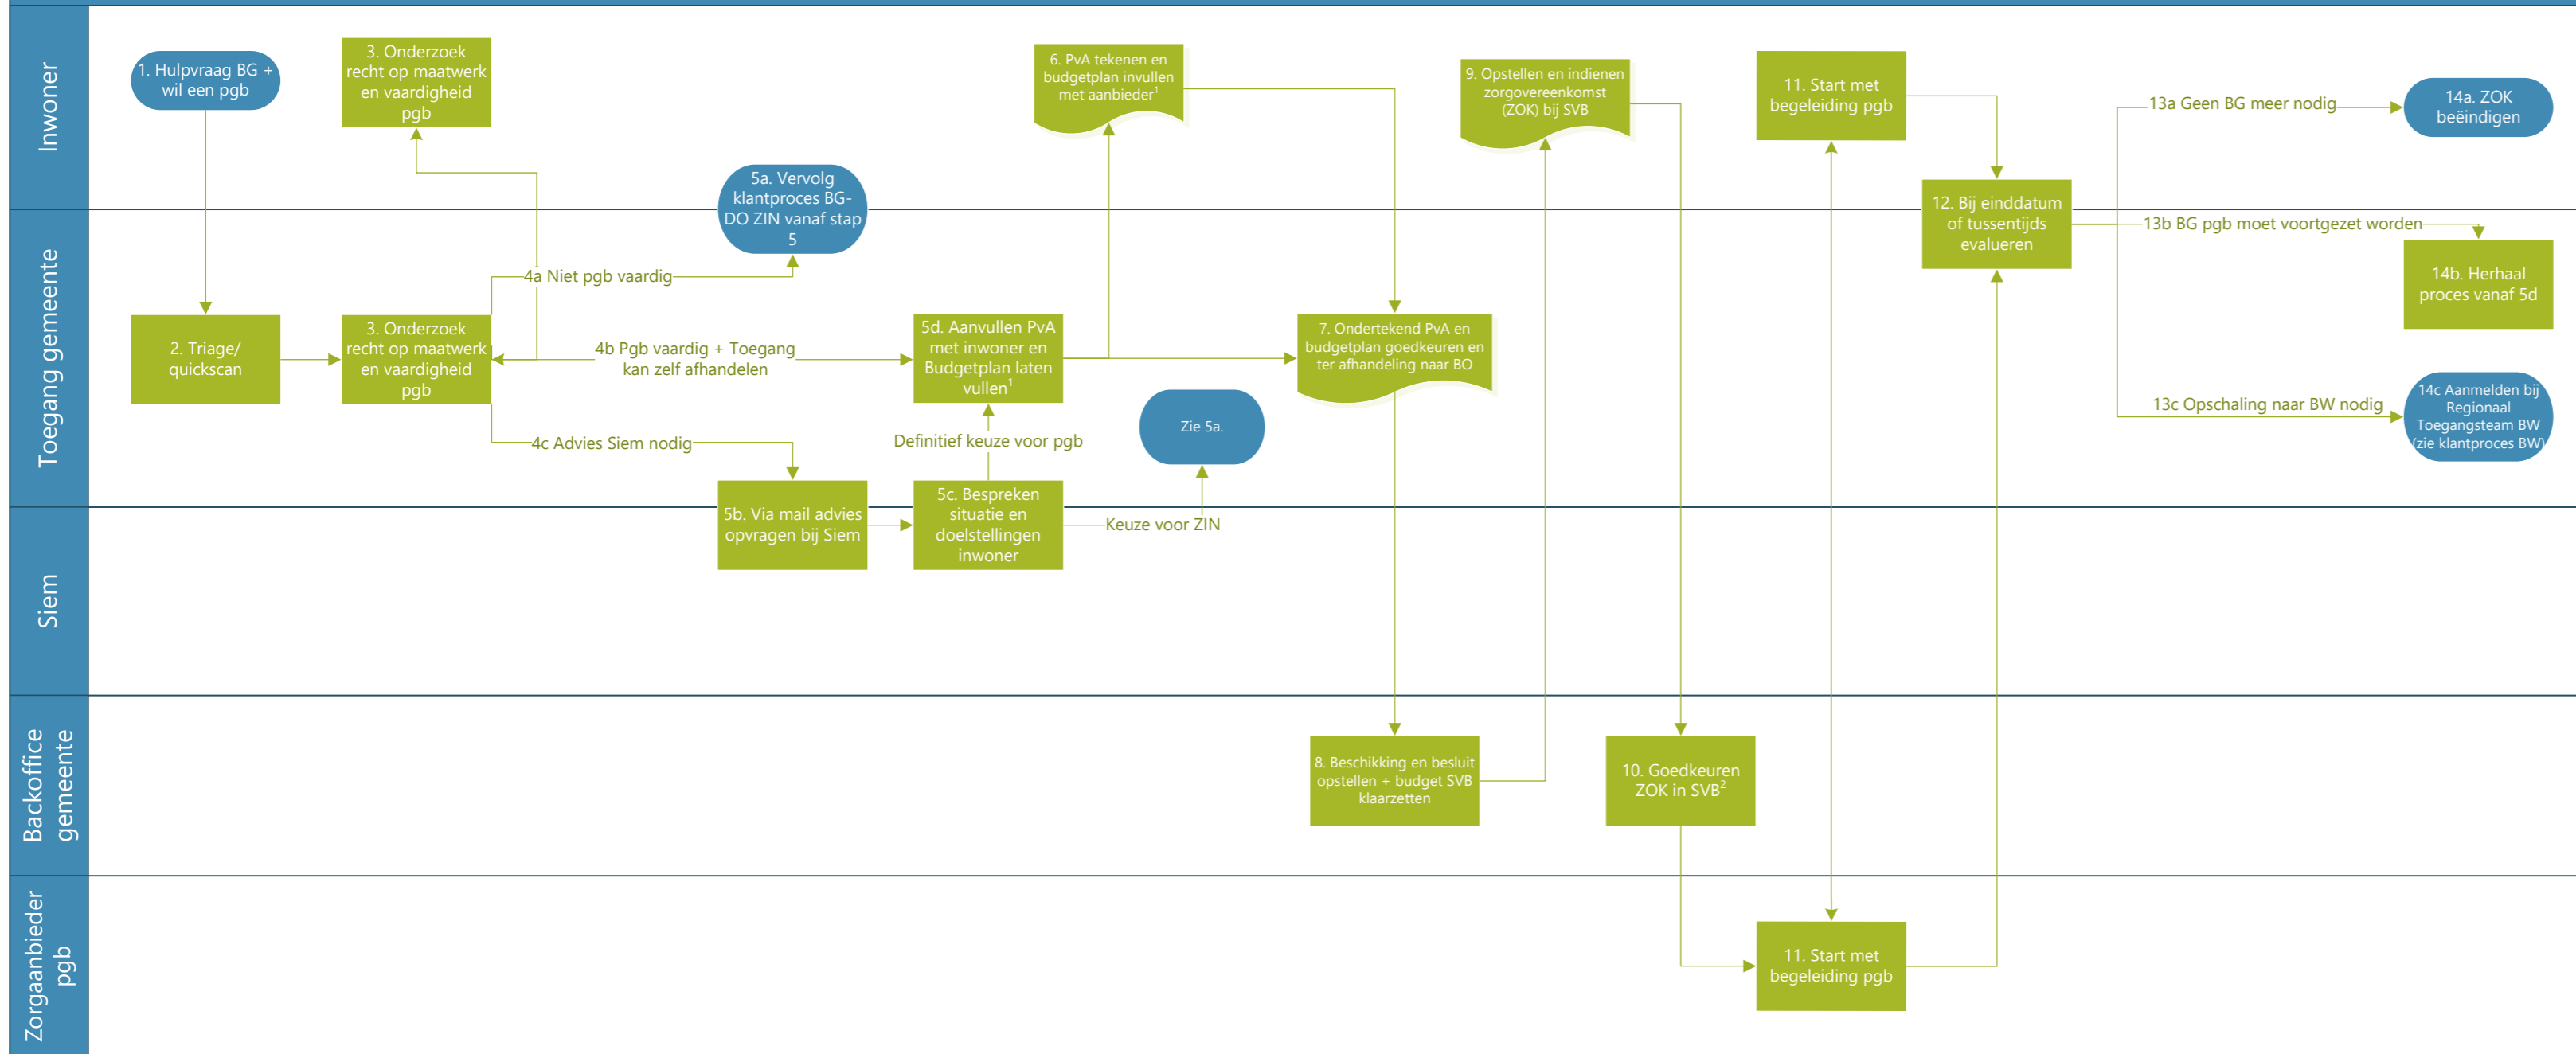 Inwoner
1. Hulpvraag BG +
wil een pgb
3. Onderzoek
recht op maatwerk
en vaardigheid
pgb
6. PvA tekenen en
budgetplan invullen
met aanbieder1
9. Opstellen en indienen
zorgovereenkomst
(ZOK) bij SVB
11. Start met
begeleiding pgb
13a Geen BG meer nodig
14a. ZOK
beëindigen
5a. Vervolg
klantproces BG-
DO ZIN vanaf stap
5
12. Bij einddatum
of tussentijds
evalueren
13b BG pgb moet voortgezet worden
14b. Herhaal
proces vanaf 5d
Toegang gemeente
2. Triage/
quickscan
3. Onderzoek
recht op maatwerk
en vaardigheid
pgb
4a Niet pgb vaardig
4b Pgb vaardig + Toegang
kan zelf afhandelen
4c Advies Siem nodig
5d. Aanvullen PvA
met inwoner en
Budgetplan laten
vullen1
Definitief keuze voor pgb
Zie 5a.
7. Ondertekend PvA en
budgetplan goedkeuren en
ter afhandeling naar BO
13c Opschaling naar BW nodig
14c Aanmelden bij
Regionaal
Toegangsteam BW
(zie klantproces BW)
Siem
5b. Via mail advies
opvragen bij Siem
5c. Bespreken
situatie en
doelstellingen
inwoner
Keuze voor ZIN
Backoffice
gemeente
8. Beschikking en besluit
opstellen + budget SVB
klaarzetten
10. Goedkeuren
ZOK in SVB2
Zorgaanbieder
pgb
11. Start met
begeleiding pgb